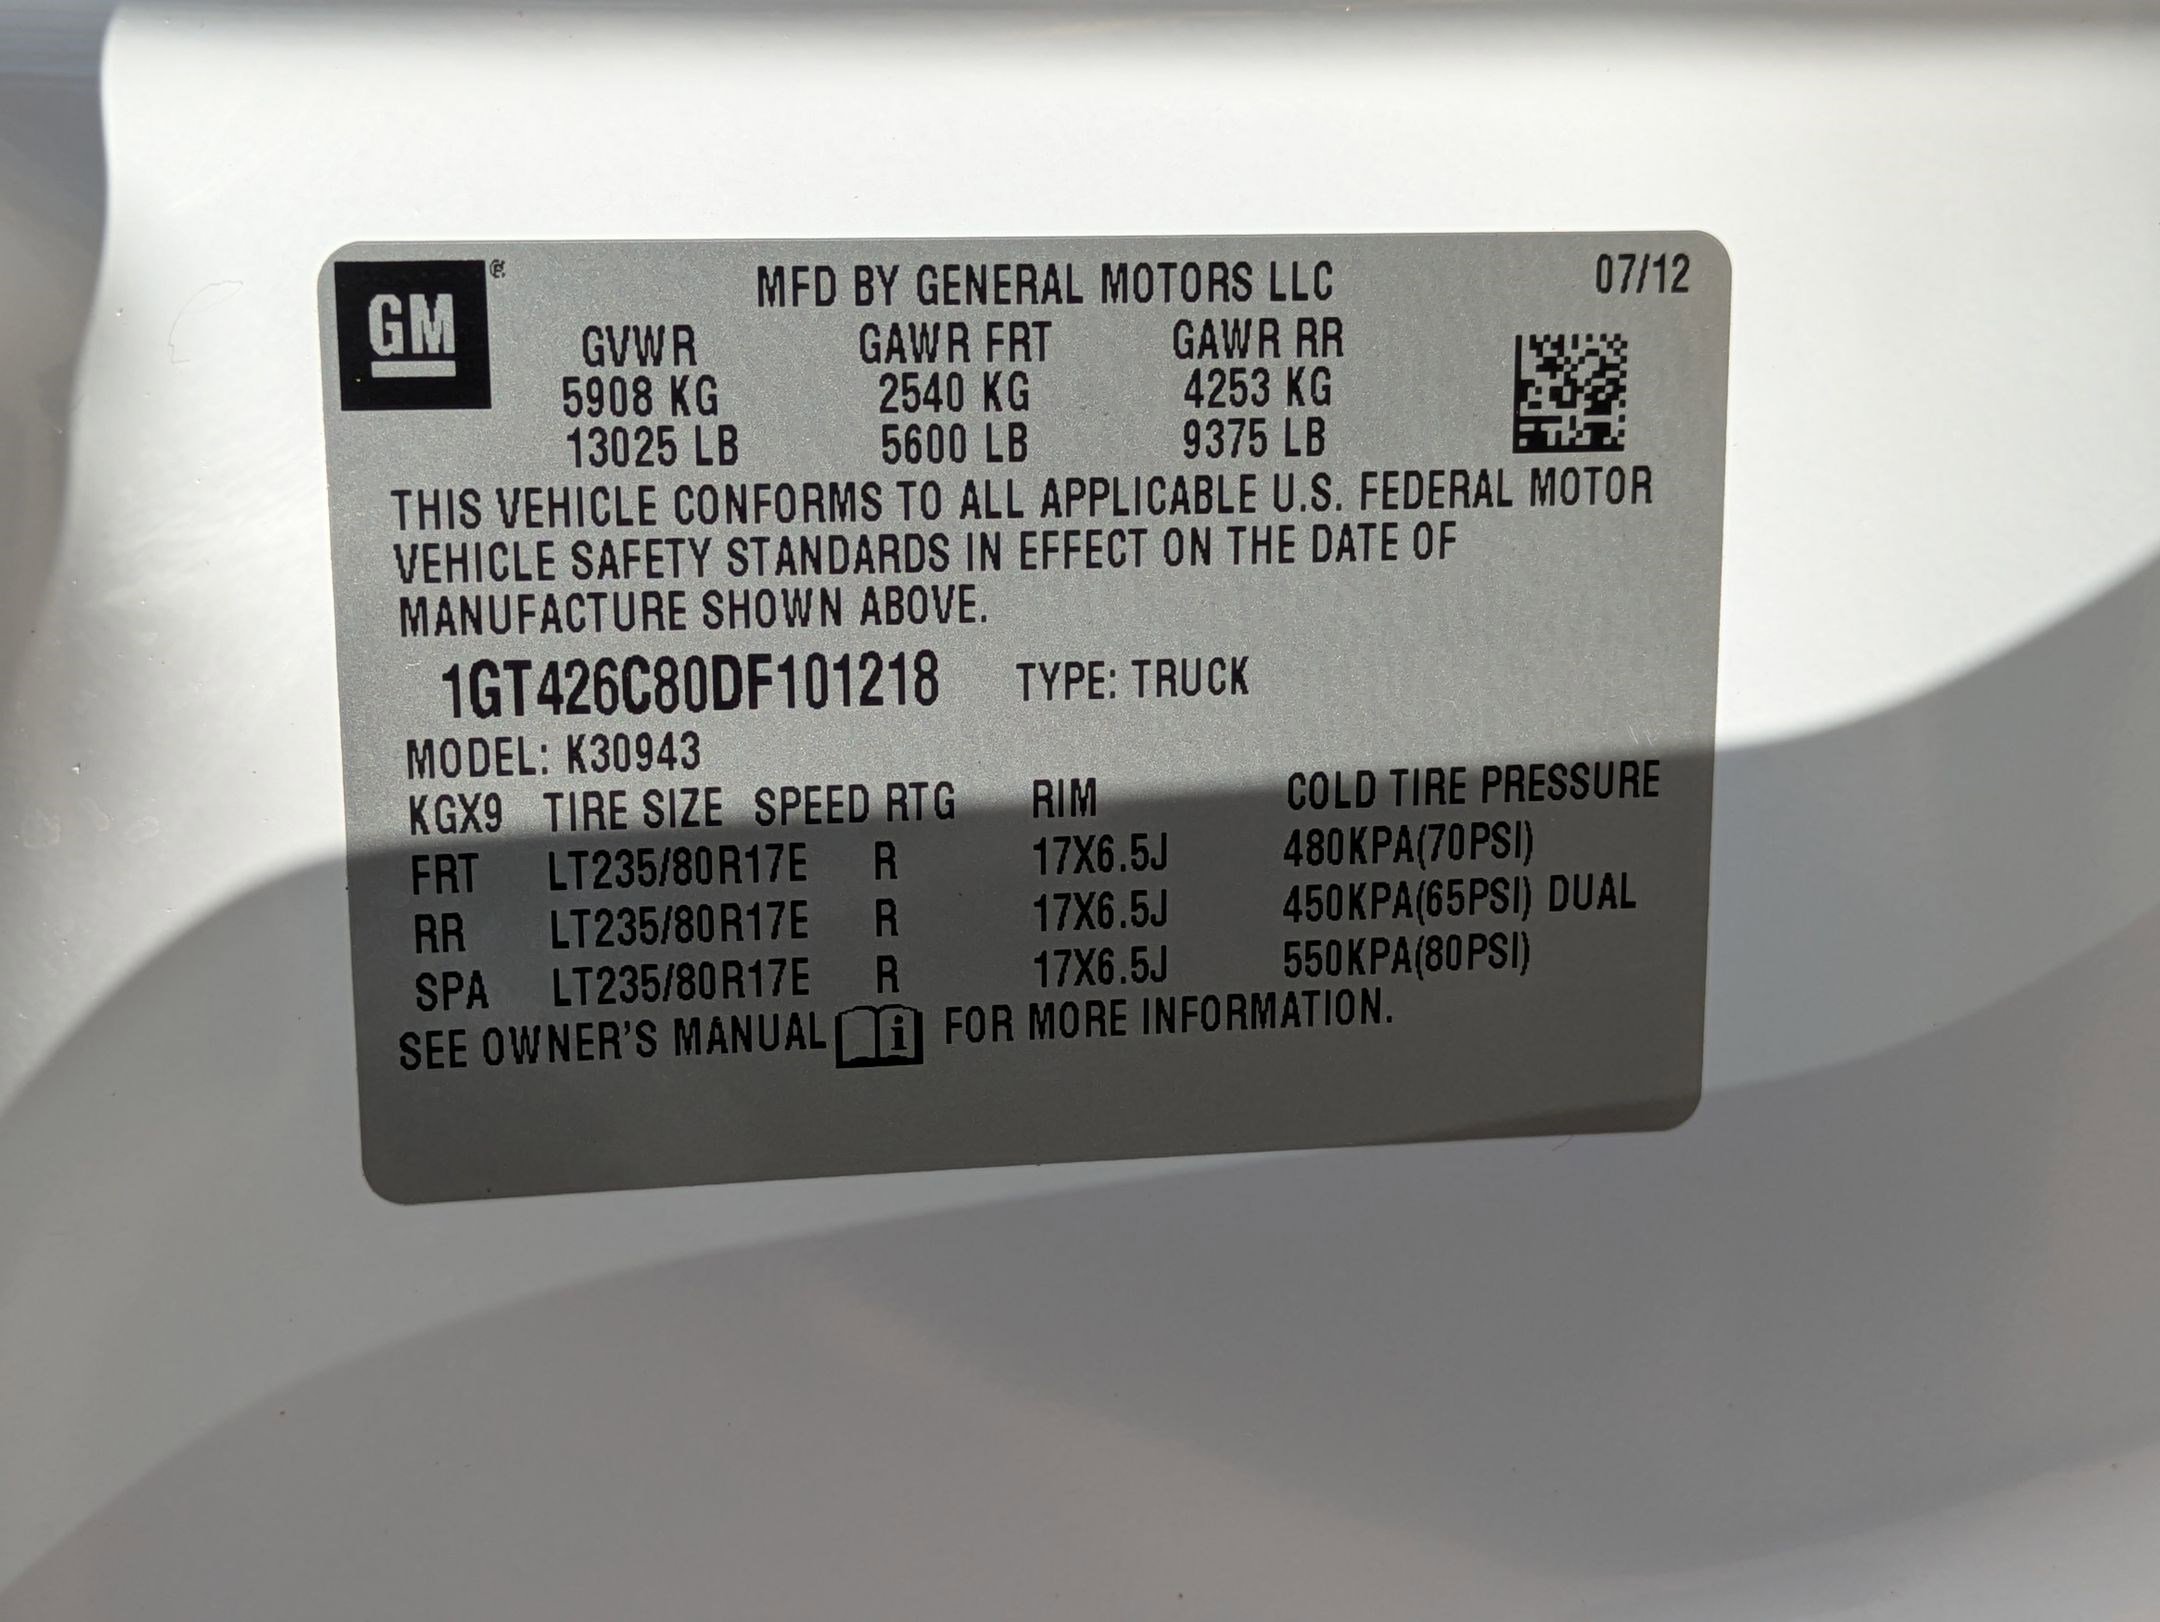 GM
MFD BY GENERAL MOTORS LLC 07/12
GVWR GAWR FRT GAWR RR
5908 KG 2540 KG 4253 KG
13025 LB 5600 LB 9375 LB
THIS VEHICLE CONFORMS TO ALL APPLICABLE U.S. FEDERAL MOTOR
VEHICLE SAFETY STANDARDS IN EFFECT ON THE DATE OF
MANUFACTURE SHOWN ABOVE.
1GT426C80DF101218 TYPE: TRUCK
MODEL: K30943
KGX9 TIRE SIZE SPEED RTG RIM COLD TIRE PRESSURE
FRT LT235/80R17E R 17X6.5J 480KPA(70PSI)
RR LT235/80R17E R 17X6.5J 450KPA(65PSI) DUAL
SPA LT235/80R17E R 17X6.5J 550KPA(80PSI)
SEE OWNER'S MANUAL i FOR MORE INFORMATION.